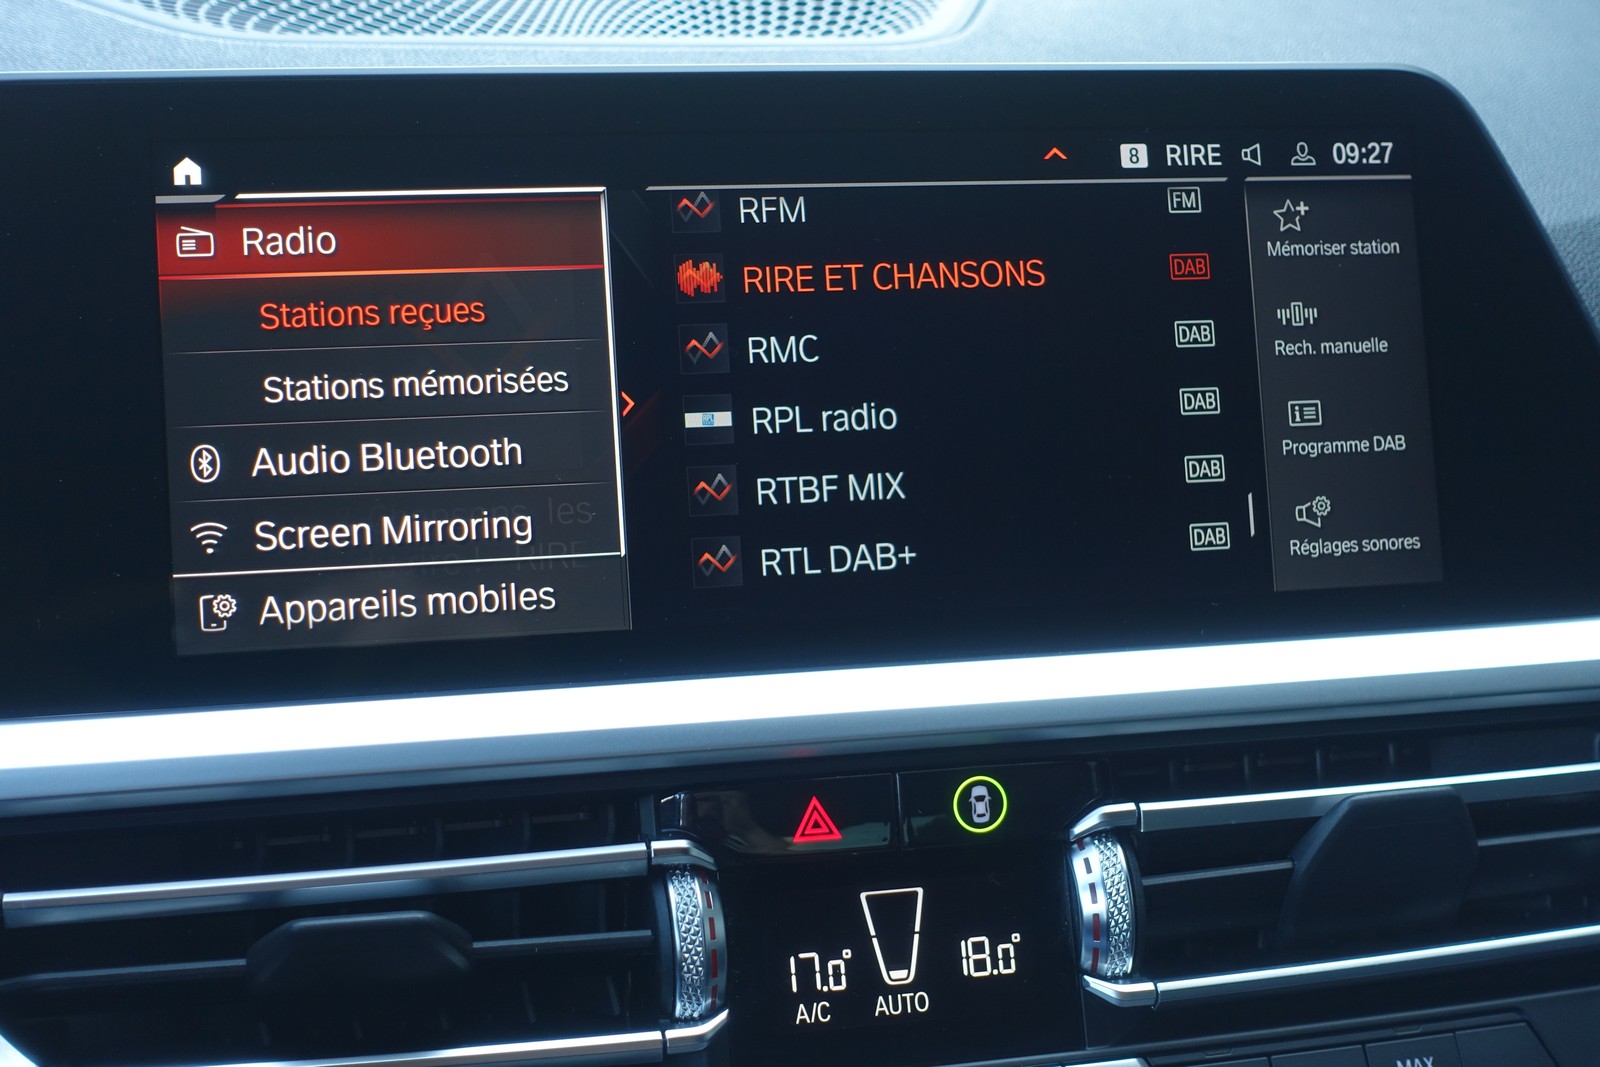 8 RIRE 09:27
Radio
Stations reçues
Stations mémorisées
Audio Bluetooth
Screen Mirroring
Appareils mobiles
RFM FM
RIRE ET CHANSONS DAB
RMC DAB
RPL radio DAB
RTBF MIX DAB
RTL DAB+ DAB
Mémoriser station
Rech. manuelle
Programme DAB
Réglages sonores
17.0° 18.0°
A/C AUTO
MAX